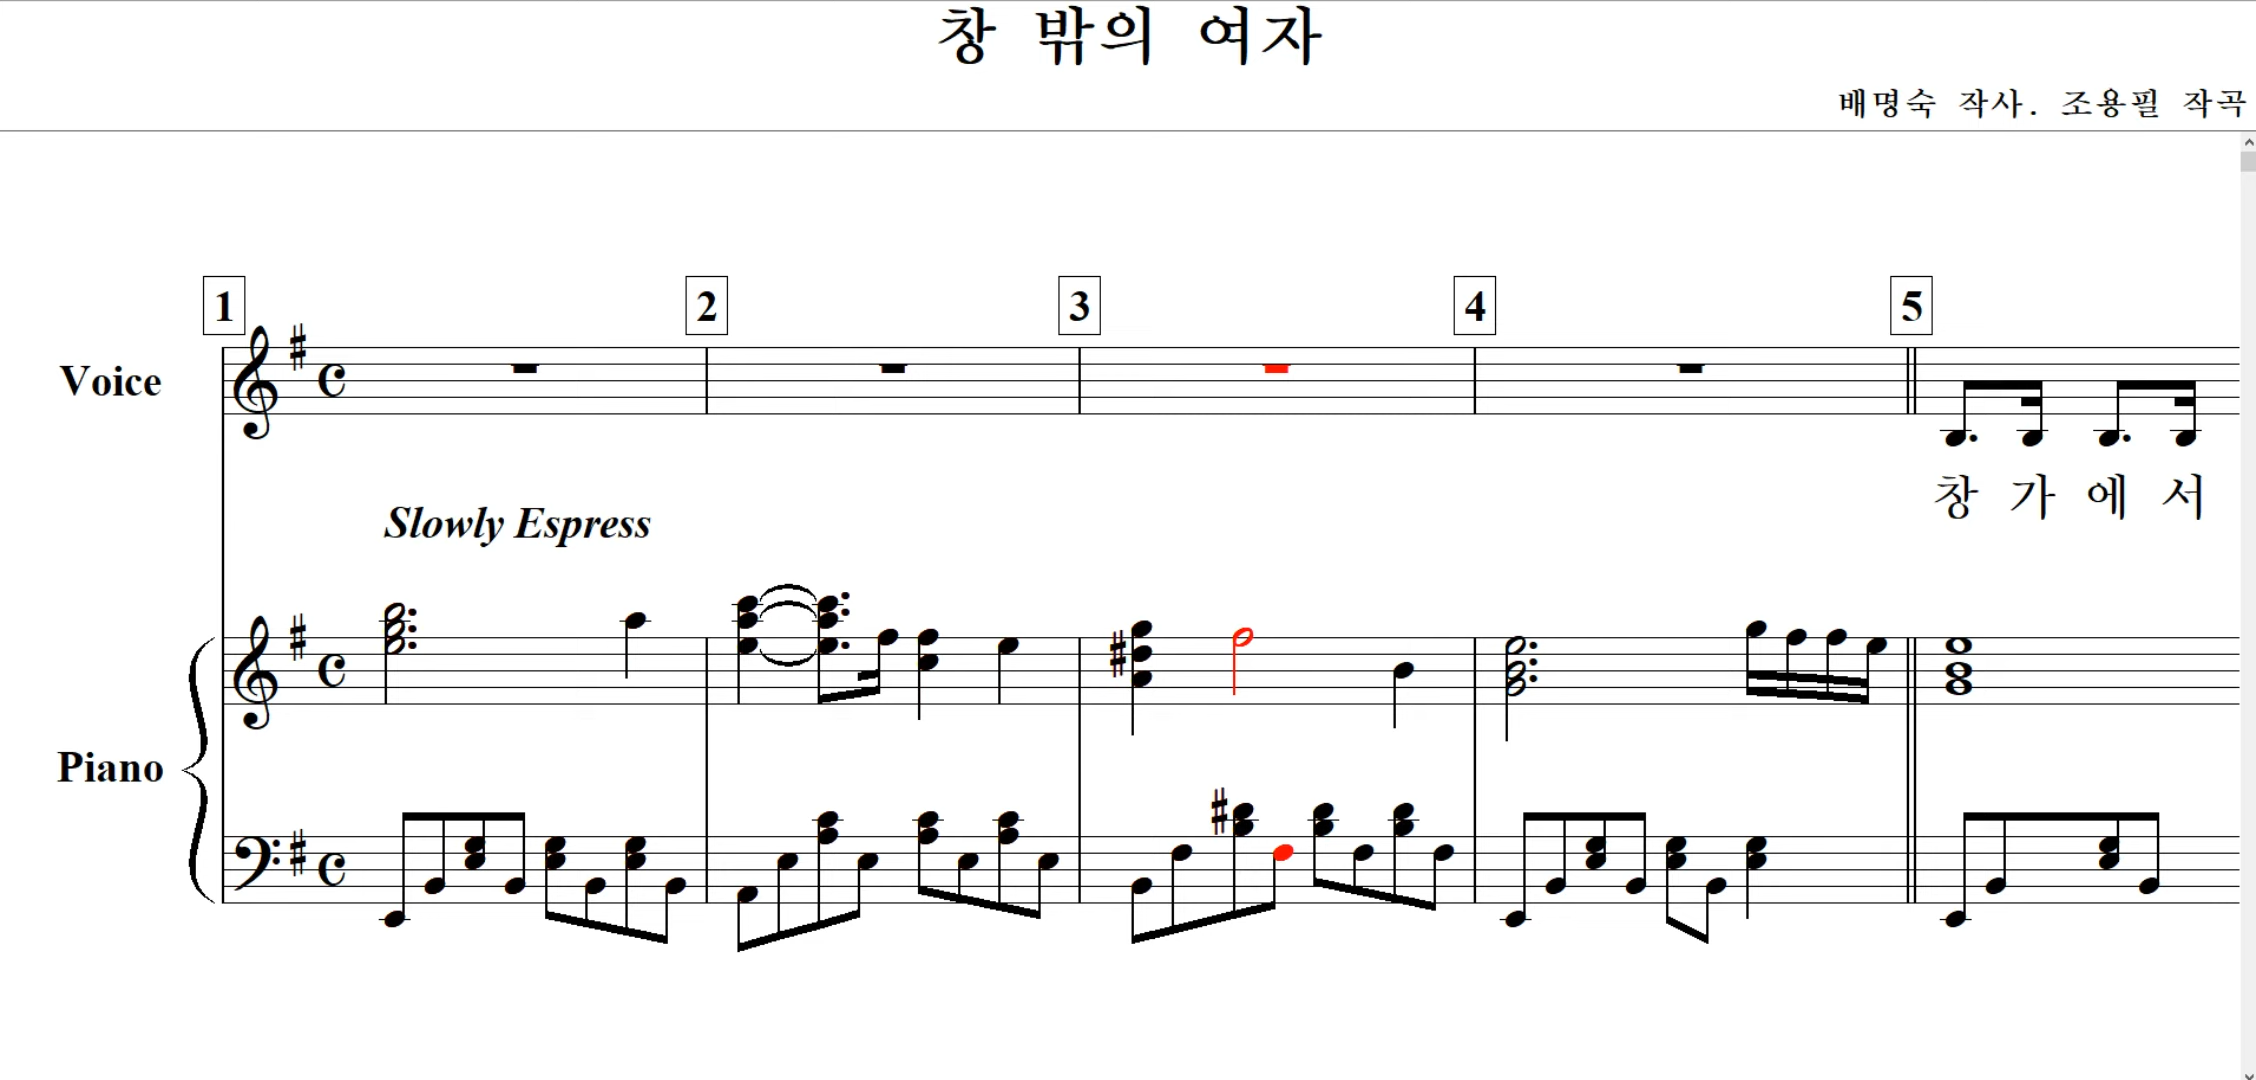 창 밖의 여자
배명숙 작사. 조용필 작곡
1 2 3 4 5
Voice
창 가 에 서
Slowly Espress
Piano